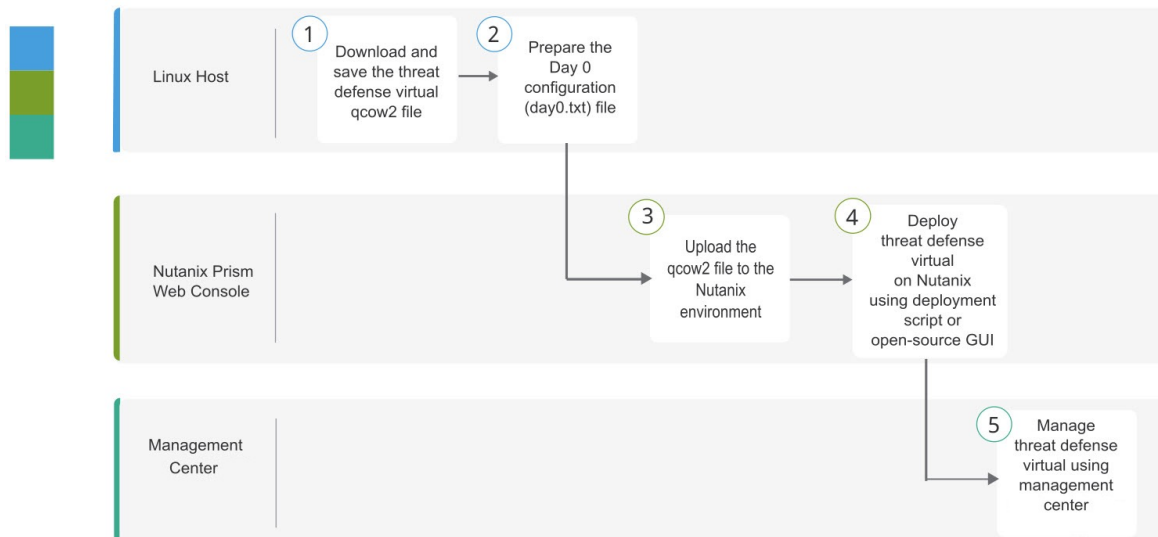 Linux Host
1
Download and
save the threat
defense virtual
qcow2 file
2
Prepare the
Day 0
configuration
(day0.txt) file
Nutanix Prism
Web Console
3
Upload the
qcow2 file to the
Nutanix
environment
4
Deploy
threat defense
virtual
on Nutanix
using deployment
script or
open-source GUI
Management
Center
5
Manage
threat defense
virtual using
management
center